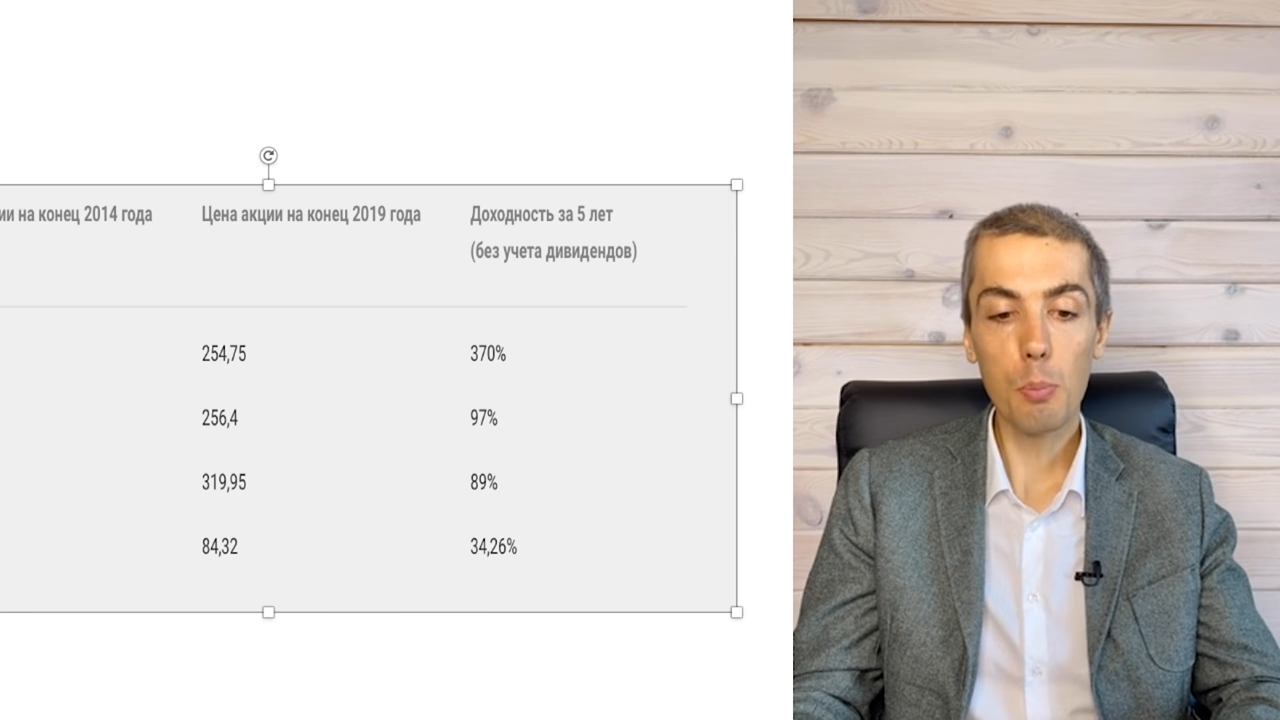 на конец 2014 года
Цена акции на конец 2019 года
Доходность за 5 лет
(без учета дивидендов)
254,75
370%
256,4
97%
319,95
89%
84,32
34,26%